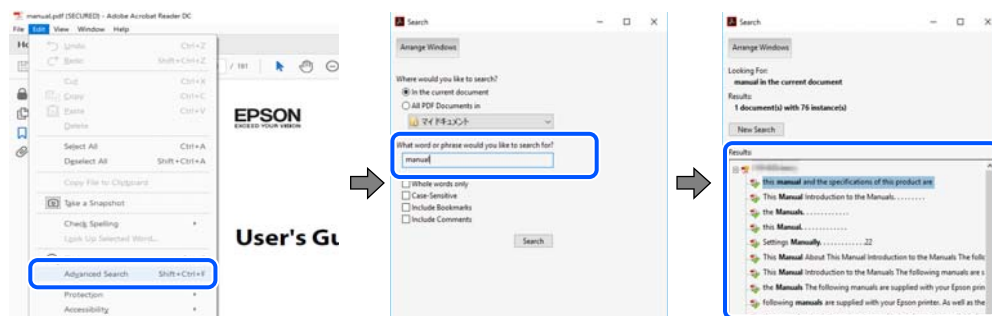 manual.pdf (SECURED) - Adobe Acrobat Reader DC
File Edit View Window Help
Undo Ctrl+Z
Redo Shift+Ctrl+Z
Cut Ctrl+X
Copy Ctrl+C
Paste Ctrl+V
Delete
Select All Ctrl+A
Deselect All Shift+Ctrl+A
Copy File to Clipboard
Take a Snapshot
Check Spelling
Look Up Selected Word...
Advanced Search Shift+Ctrl+F
Protection
Accessibility
/ 181
EPSON
EXCEED YOUR VISION
User's Gu
Search
Arrange Windows
Where would you like to search?
In the current document
All PDF Documents in
マイ ドキュメント
What word or phrase would you like to search for?
manual
Whole words only
Case-Sensitive
Include Bookmarks
Include Comments
Search
Search
Arrange Windows
Looking For:
manual in the current document
Results:
1 document(s) with 76 instance(s)
New Search
Results:
this manual and the specifications of this product are
This Manual Introduction to the Manuals. . . . . . . . .
the Manuals. . . . . . . . . . . . .
this Manual. . . . . . . . . . . . .
Settings Manually. . . . . . . . . . . . .22
This Manual About This Manual Introduction to the Manuals The follo
This Manual Introduction to the Manuals The following manuals are s
the Manuals The following manuals are supplied with your Epson prin
following manuals are supplied with your Epson printer. As well as the